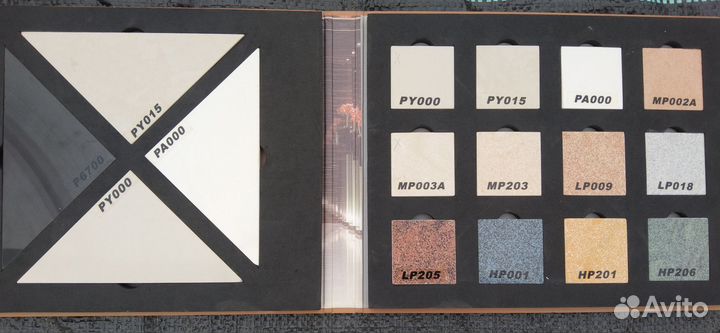 PY015
P6700
PA000
PY000
PY000
PY015
PA000
MP002A
MP003A
MP203
LP009
LP018
LP205
HP001
HP201
HP206
Avito